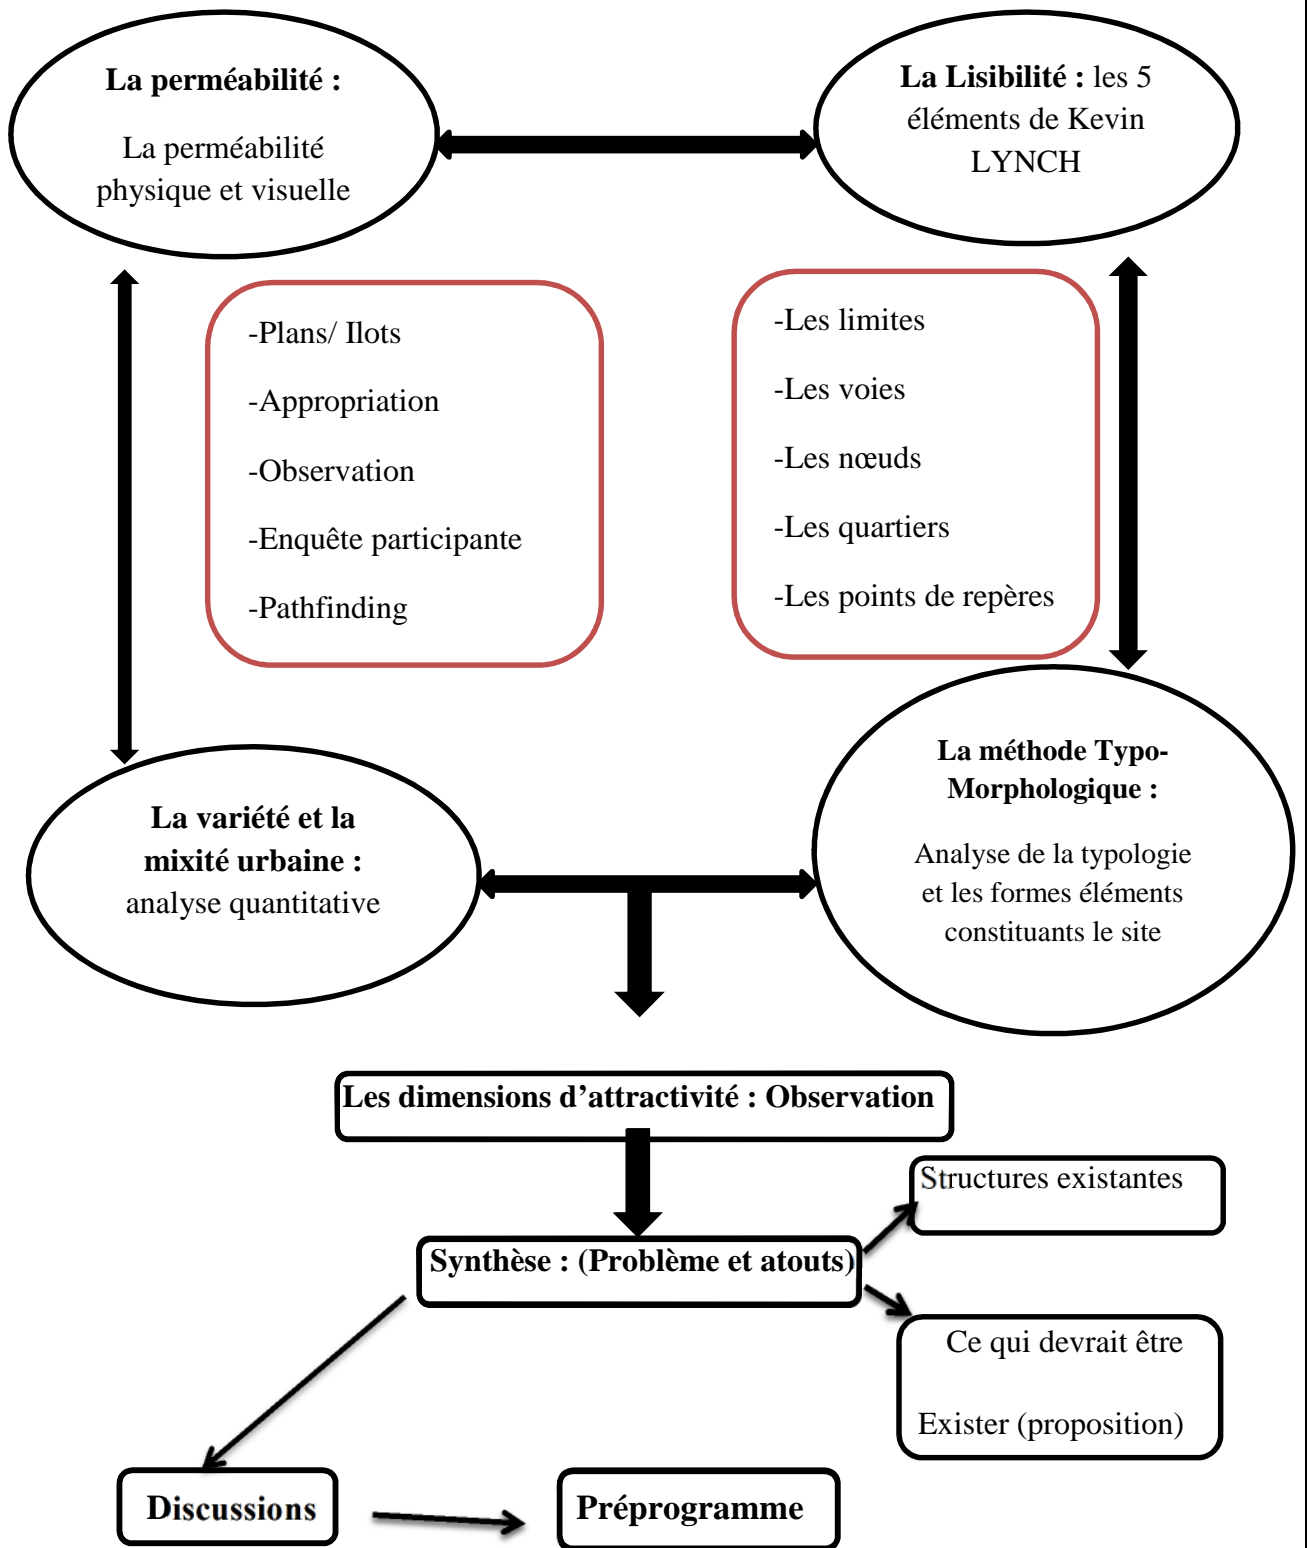 La perméabilité :
La perméabilité
physique et visuelle
La Lisibilité : les 5
éléments de Kevin
LYNCH
-Plans/ Ilots
-Appropriation
-Observation
-Enquête participante
-Pathfinding
-Les limites
-Les voies
-Les nœuds
-Les quartiers
-Les points de repères
La variété et la
mixité urbaine :
analyse quantitative
La méthode Typo-
Morphologique :
Analyse de la typologie
et les formes éléments
constituants le site
Les dimensions d’attractivité : Observation
Structures existantes
Synthèse : (Problème et atouts)
Ce qui devrait être
Exister (proposition)
Discussions
Préprogramme